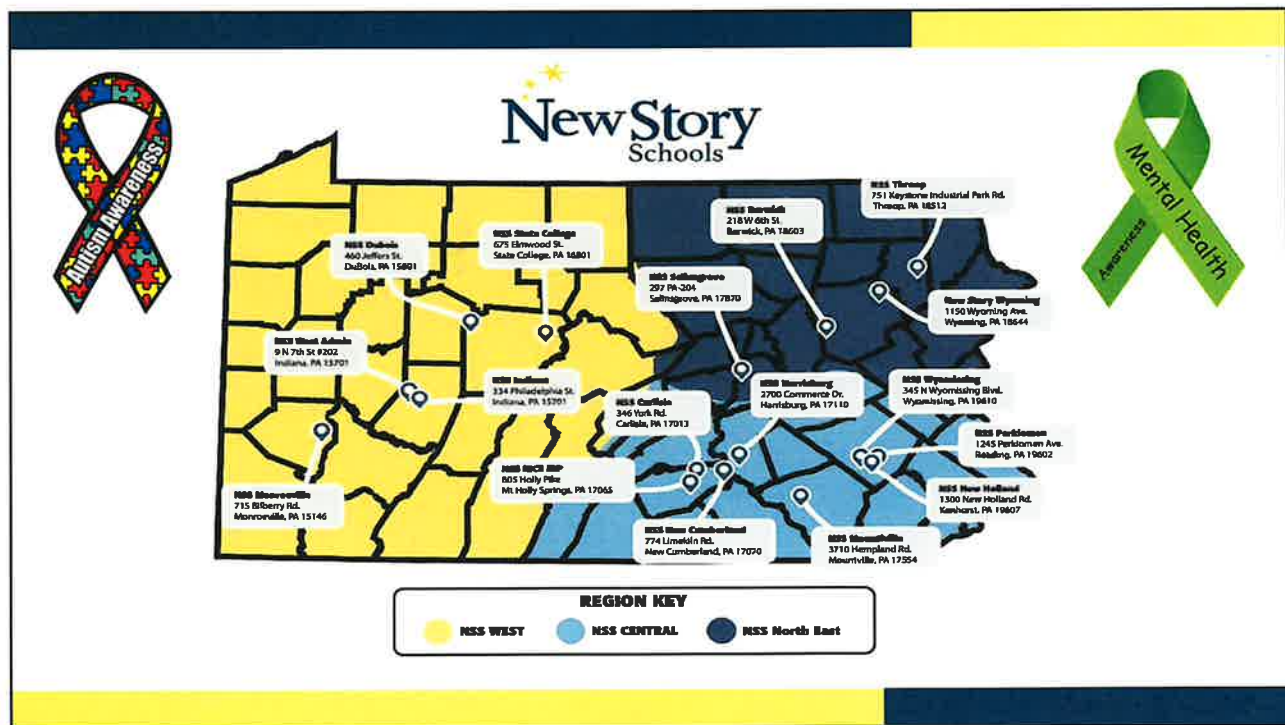 New Story
Schools
Autism Awareness
Mental Health
Awareness
NSS Throop
751 Keystone Industrial Park Rd.
Throop, PA 18512
NSS Berwick
218 W 6th St.
Berwick, PA 18603
NSS State College
675 Elmwood St.
State College, PA 16801
NSS Dubois
460 Jeffers St.
DuBois, PA 15801
NSS Selinsgrove
297 PA-204
Selinsgrove, PA 17870
New Story Wyoming
1150 Wyoming Ave.
Wyoming, PA 18644
NSS West Admin
9 N 7th St #202
Indiana, PA 15701
NSS Indiana
334 Philadelphia St.
Indiana, PA 15701
NSS Harrisburg
2700 Commerce Dr.
Harrisburg, PA 17110
NSS Wyomissing
345 N Wyomissing Blvd.
Wyomissing, PA 19610
NSS Carlisle
346 York Rd.
Carlisle, PA 17013
NSS Perkiomen
1245 Perkiomen Ave.
Reading, PA 19602
NSS
605 Holly Pike
Mt Holly Springs, PA 17065
NSS New Holland
1300 New Holland Rd.
Kenhorst, PA 19607
NSS Monroeville
715 Bilberry Rd.
Monroeville, PA 15146
NSS New Cumberland
774 Limekiln Rd.
New Cumberland, PA 17070
NSS Mountville
3710 Hempland Rd.
Mountville, PA 17554
REGION KEY
NSS WEST
NSS CENTRAL
NSS North East